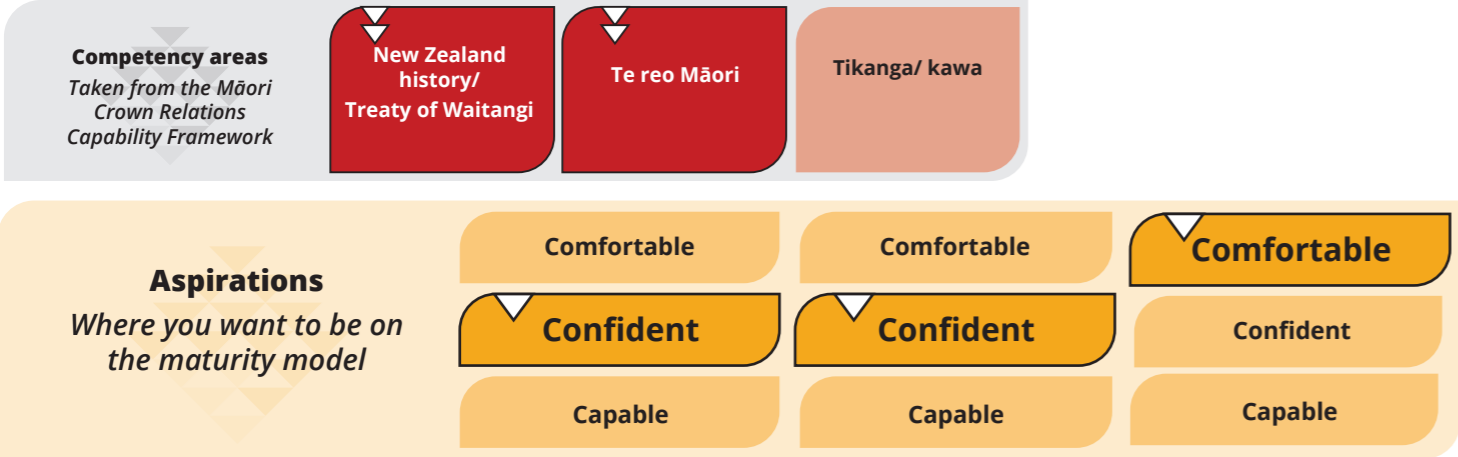 Competency areas
Taken from the Māori
Crown Relations
Capability Framework
New Zealand
history/
Treaty of Waitangi
Te reo Māori
Tikanga/ kawa
Aspirations
Where you want to be on
the maturity model
Comfortable
Confident
Capable
Comfortable
Confident
Capable
Comfortable
Confident
Capable